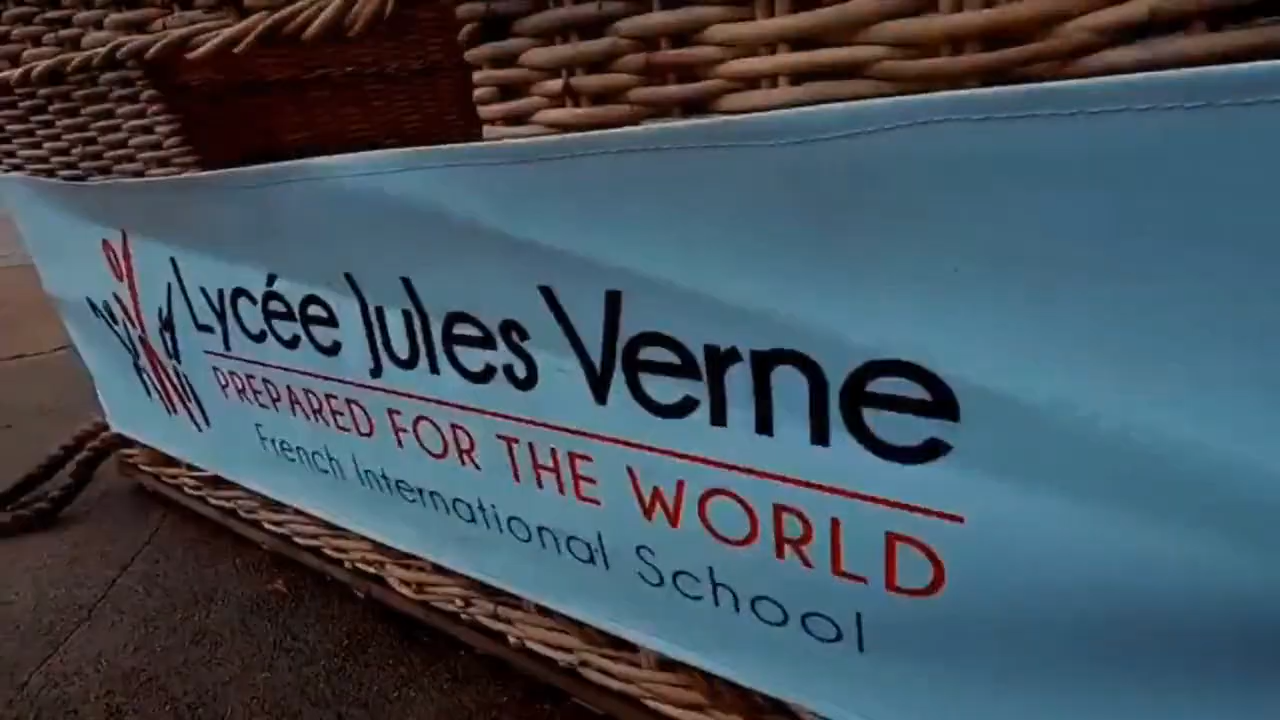 Lycée Jules Verne
PREPARED FOR THE WORLD
French International School